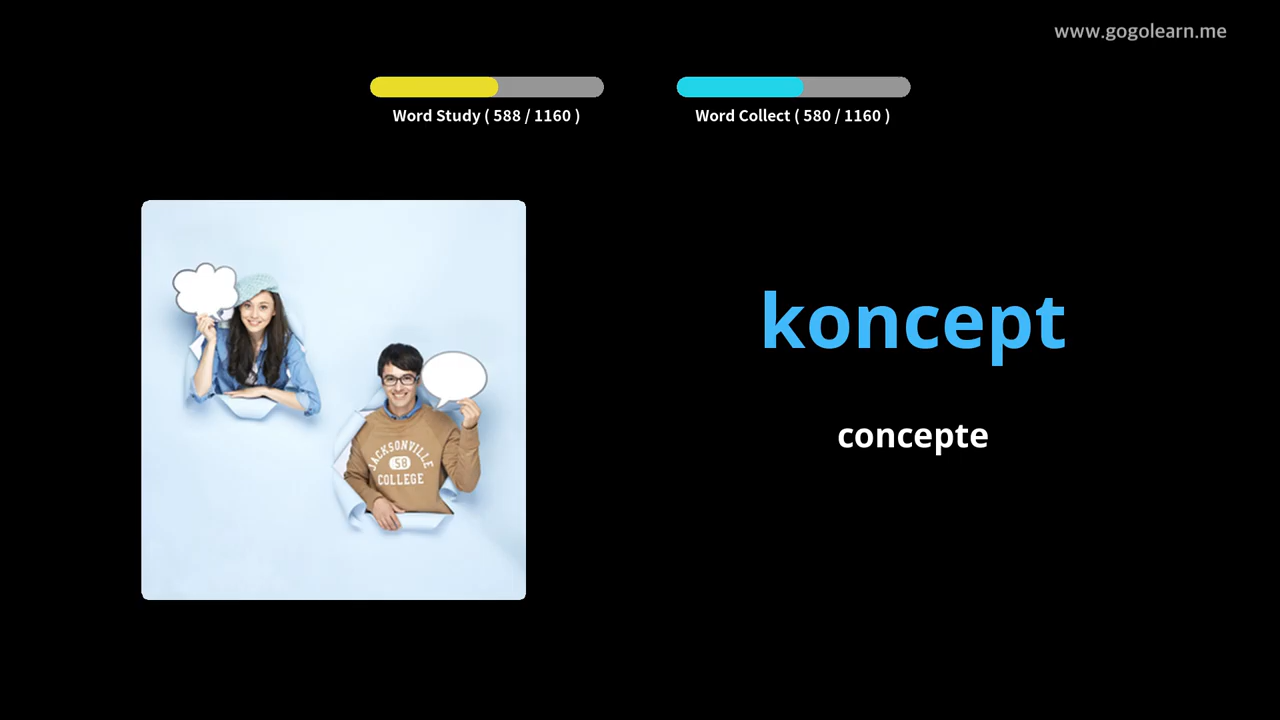 www.gogolearn.me
Word Study ( 588 / 1160 )
Word Collect ( 580 / 1160 )
koncept
concepte
JACKSONVILLE
58
COLLEGE